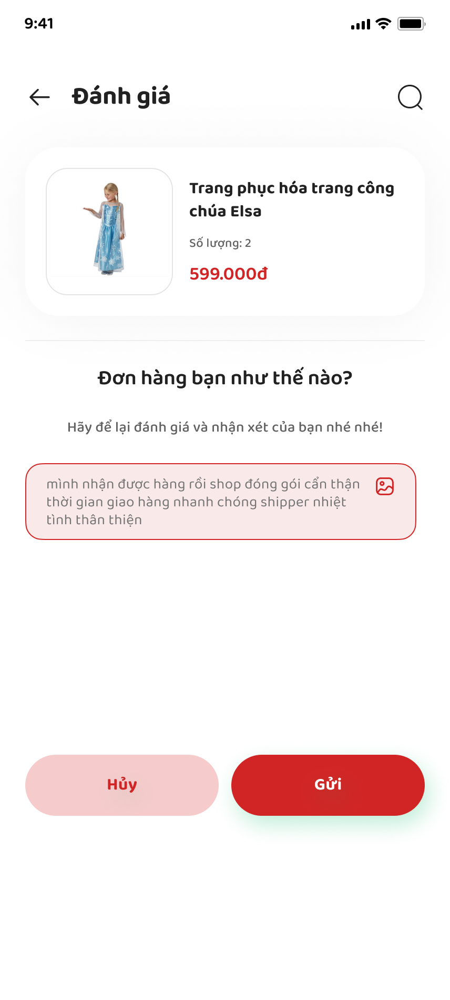 9:41
Đánh giá
Trang phục hóa trang công
chúa Elsa
Số lượng: 2
599.000đ
Đơn hàng bạn như thế nào?
Hãy để lại đánh giá và nhận xét của bạn nhé nhé!
mình nhận được hàng rồi shop đóng gói cẩn thận
thời gian giao hàng nhanh chóng shipper nhiệt
tình thân thiện
Hủy
Gửi